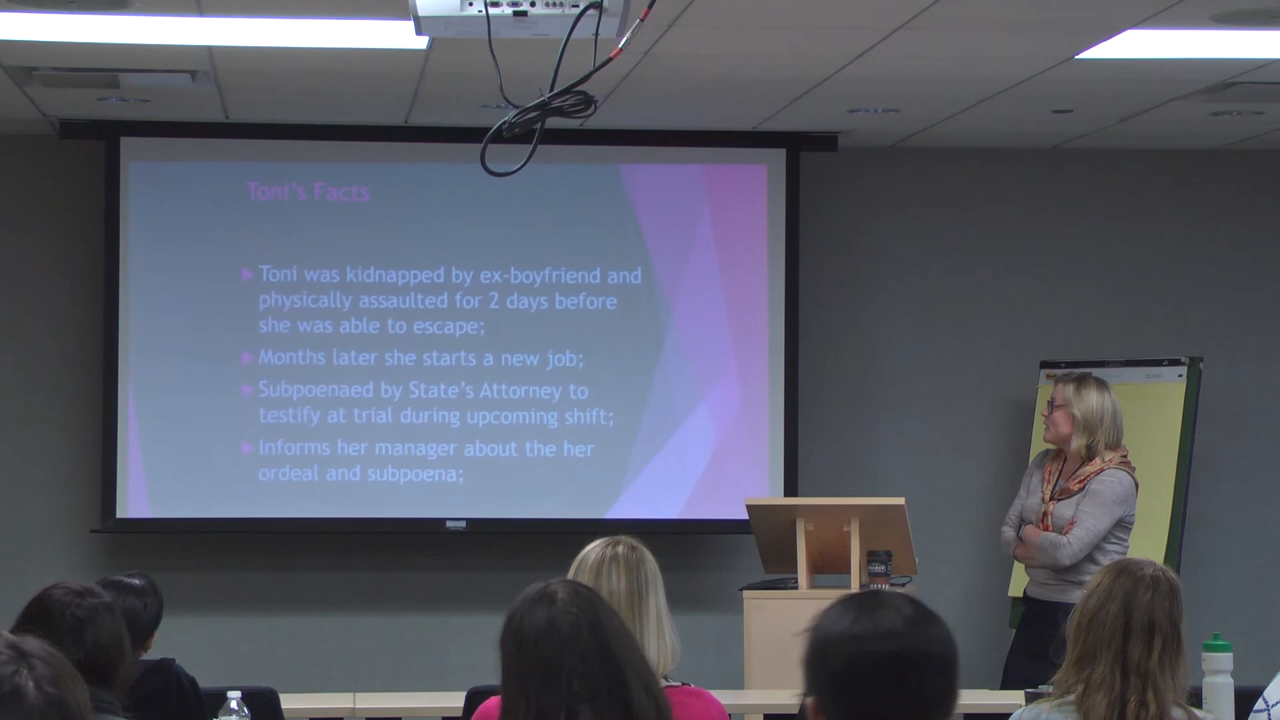 Toni's Facts
Toni was kidnapped by ex-boyfriend and
physically assaulted for 2 days before
she was able to escape;
Months later she starts a new job;
Subpoenaed by State's Attorney to
testify at trial during upcoming shift;
Informs her manager about the her
ordeal and subpoena;